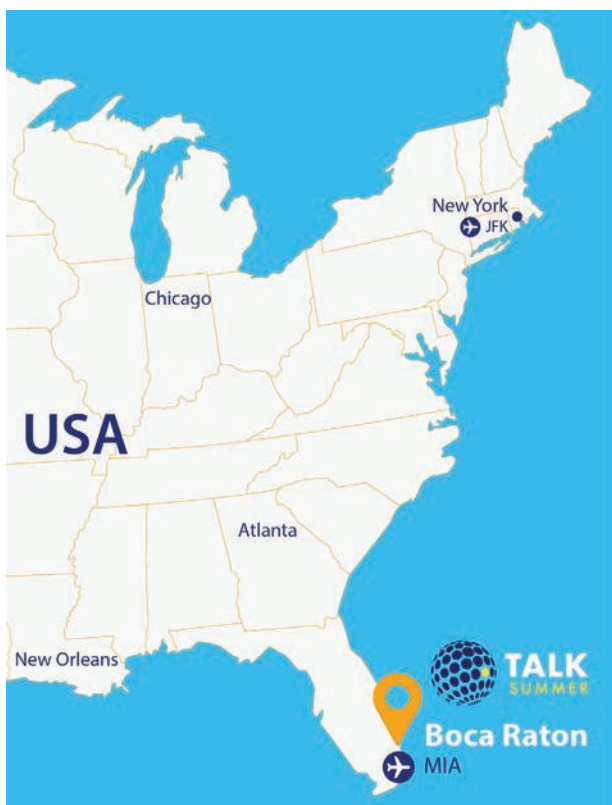 New York
JFK
Chicago
USA
Atlanta
New Orleans
TALK
SUMMER
Boca Raton
MIA